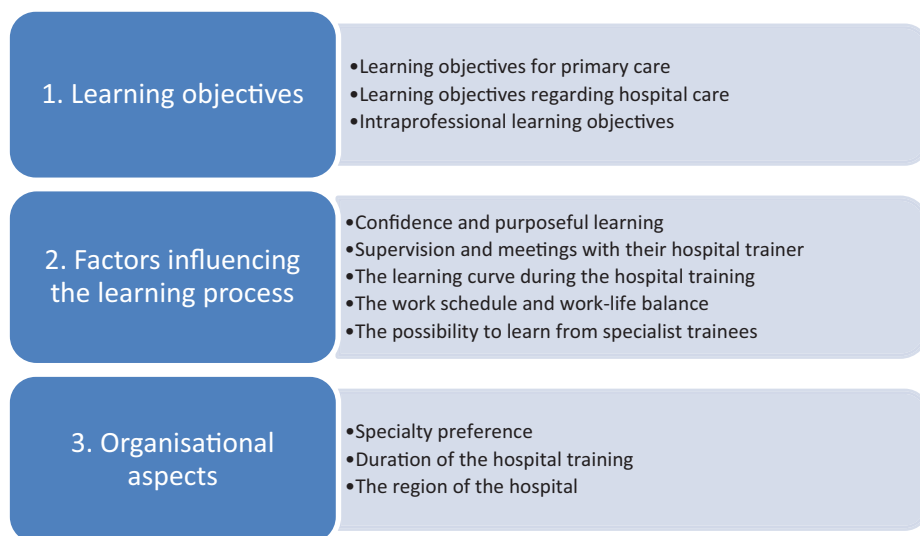 1. Learning objectives
•Learning objectives for primary care
•Learning objectives regarding hospital care
•Intraprofessional learning objectives
2. Factors influencing
the learning process
•Confidence and purposeful learning
•Supervision and meetings with their hospital trainer
•The learning curve during the hospital training
•The work schedule and work-life balance
•The possibility to learn from specialist trainees
3. Organisational
aspects
•Specialty preference
•Duration of the hospital training
•The region of the hospital